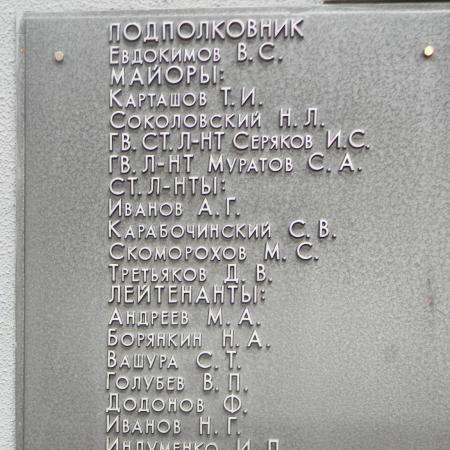 ПОДПОЛКОВНИК
ЕВДОКИМОВ В. С.
МАЙОРЫ:
КАРТАШОВ Т. И.
СОКОЛОВСКИЙ Н. Л.
ГВ. СТ. Л-НТ СЕРЯКОВ И. С.
ГВ. Л-НТ МУРАТОВ С. А.
СТ. Л-НТЫ:
ИВАНОВ А. Г.
КАРАБОЧИНСКИЙ С. В.
СКОМОРОХОВ М. С.
ТРЕТЬЯКОВ Д. В.
ЛЕЙТЕНАНТЫ:
АНДРЕЕВ М. А.
БОРЯНКИН Н. А.
ВАШУРА С. Т.
ГОЛУБЕВ В. П.
ДОДОНОВ Ф.
ИВАНОВ Н. Г.
ИНДУМЕНКО И.